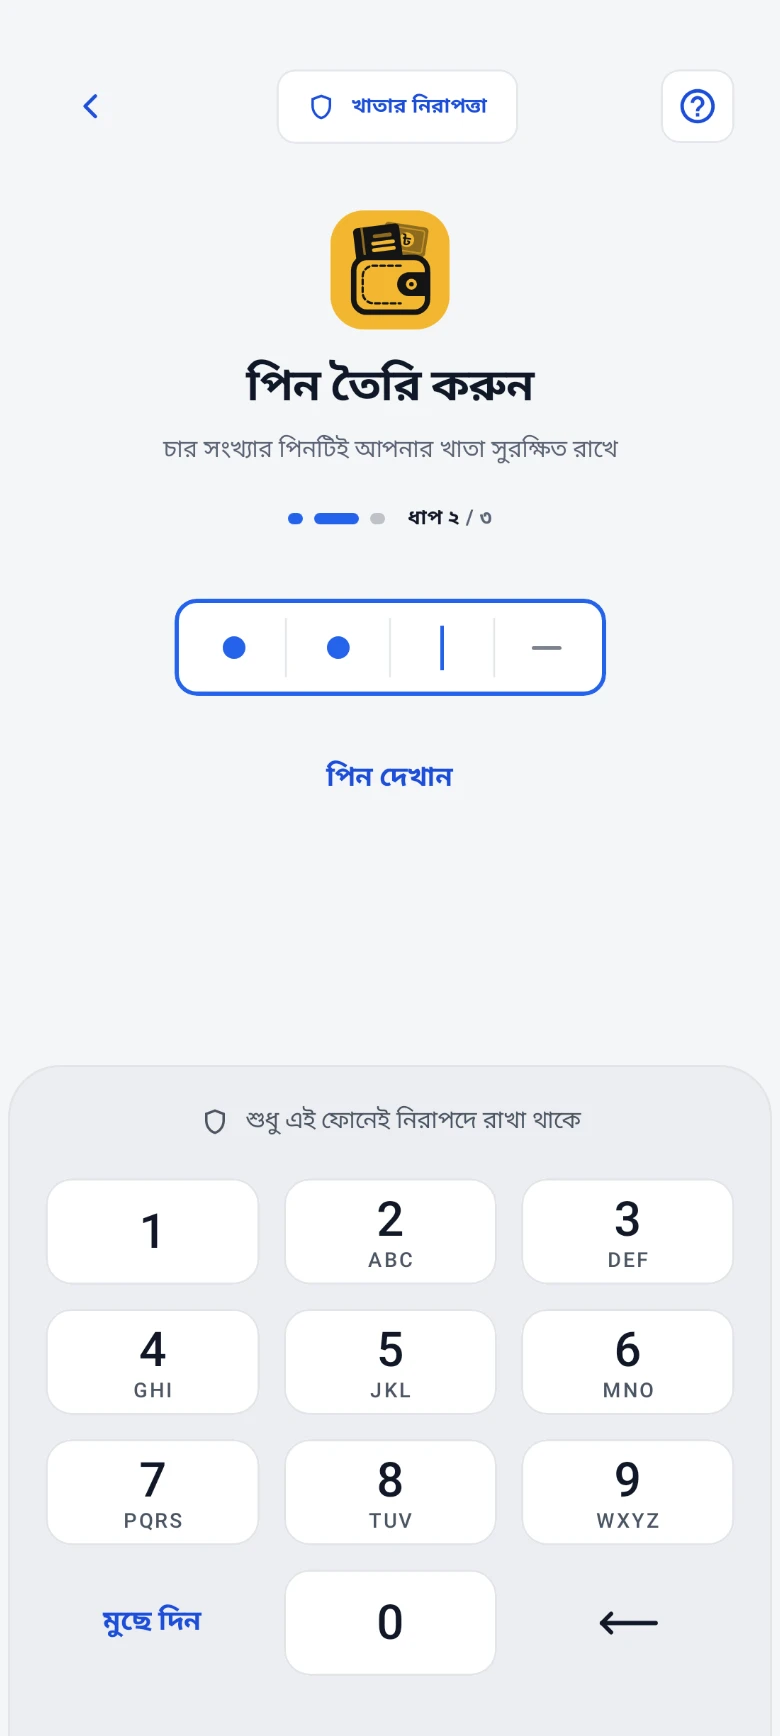 খাতার নিরাপত্তা
৳
পিন তৈরি করুন
চার সংখ্যার পিনটিই আপনার খাতা সুরক্ষিত রাখে
ধাপ ২ / ৩
পিন দেখান
শুধু এই ফোনেই নিরাপদে রাখা থাকে
1
2
ABC
3
DEF
4
GHI
5
JKL
6
MNO
7
PQRS
8
TUV
9
WXYZ
মুছে দিন
0